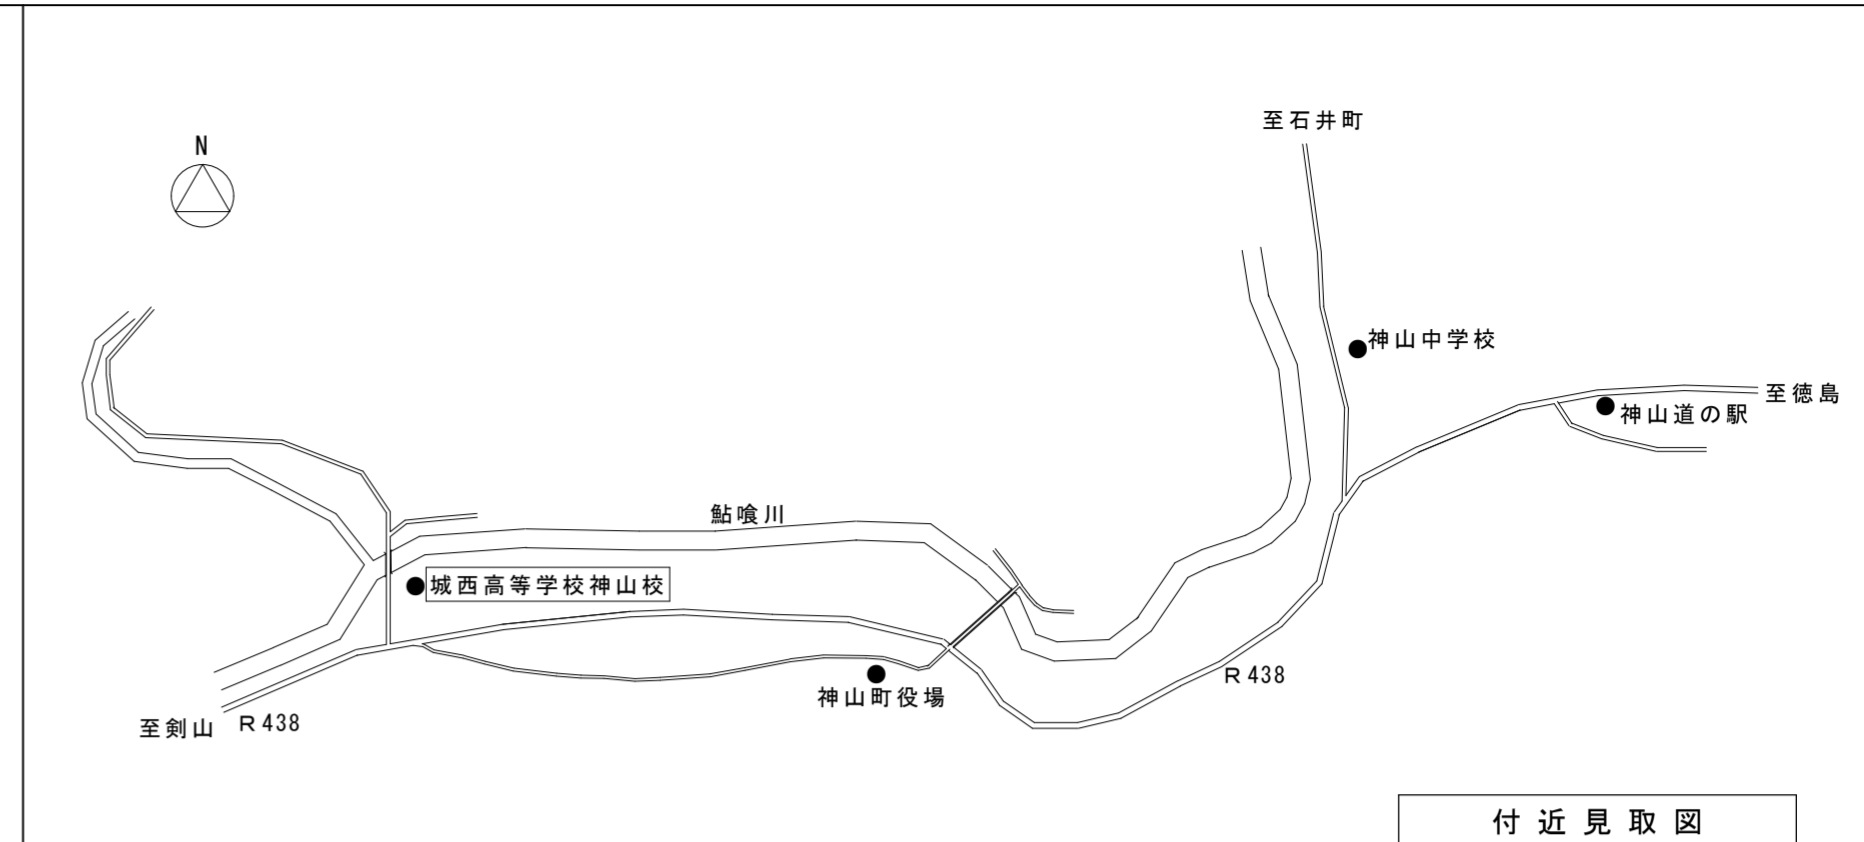 至石井町
N
神山中学校
至徳島
神山道の駅
鮎喰川
城西高等学校神山校
R438
神山町役場
至剣山 R438
付近見取図